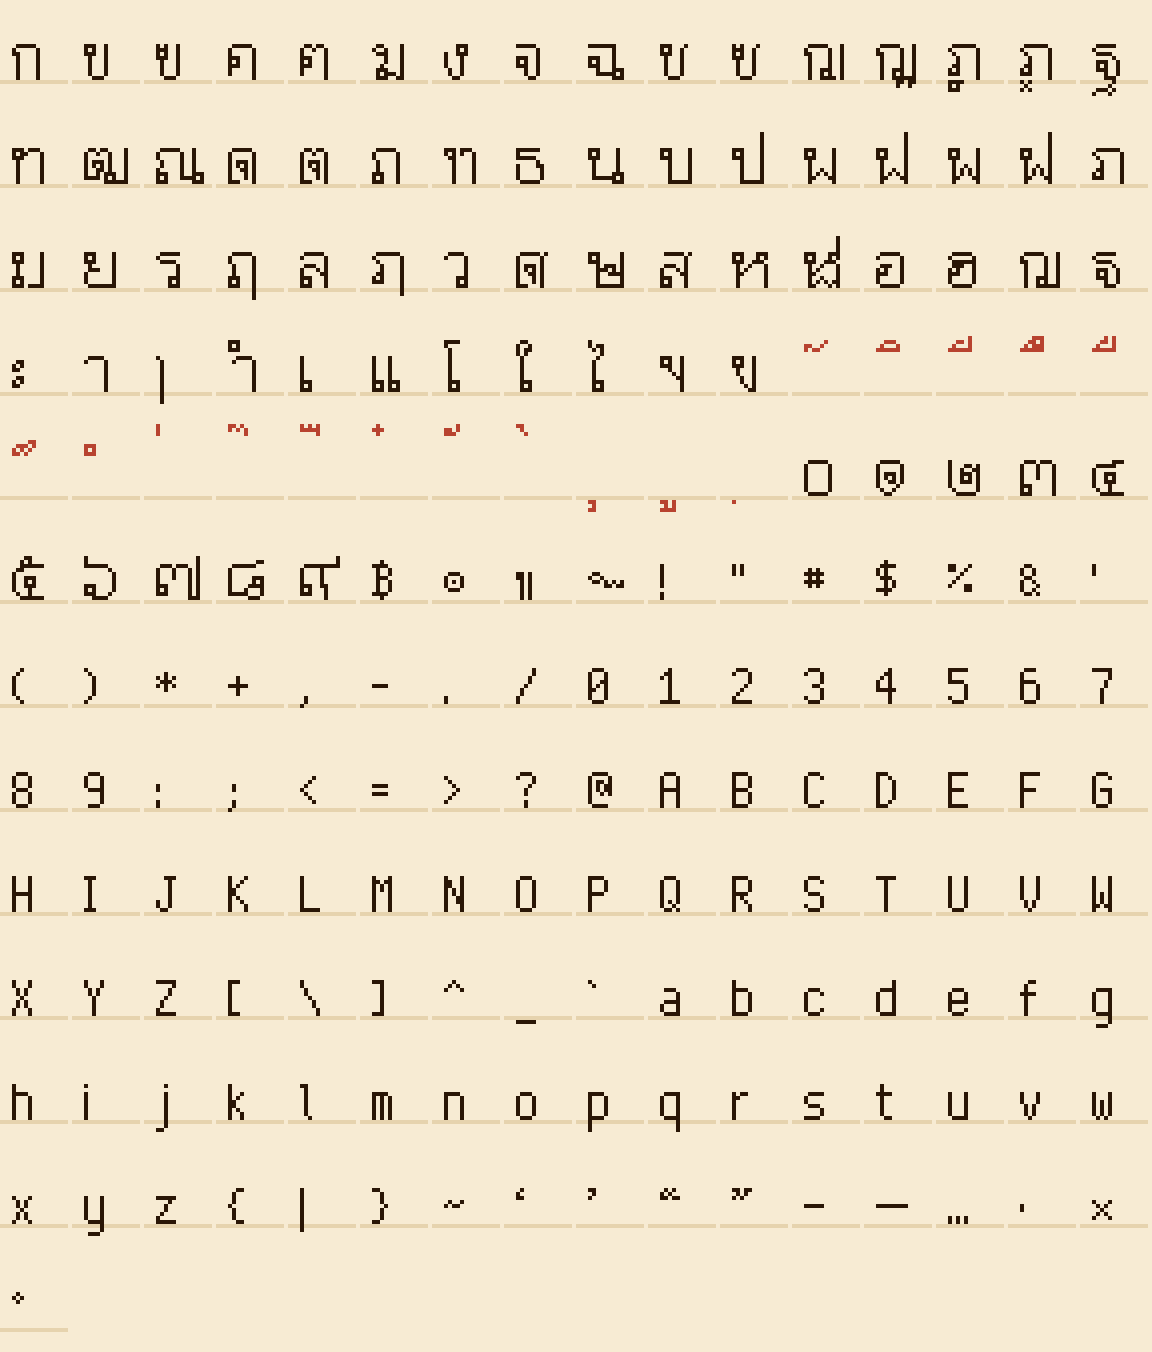 ก ข ฃ ค ฅ ฆ ง จ ฉ ช ซ ฌ ญ ฎ ฏ ฐ
ฑ ฒ ณ ด ต ถ ท ธ น บ ป ผ ฝ พ ฟ ภ
ม ย ร ฤ ล ฦ ว ศ ษ ส ห ฬ อ ฮ
ะ า ๅ ำ เ แ โ ใ ไ ฯ ๆ ั ิ ี ึ ื
็ ํ ่ ้ ๊ ๋ ์ ๎ ุ ู ฺ ๐ ๑ ๒ ๓ ๔
๕ ๖ ๗ ๘ ๙ ฿ ๏ ๚ ๛ ! " # $ % & '
( ) * + , - . / 0 1 2 3 4 5 6 7
8 9 : ; < = > ? @ A B C D E F G
H I J K L M N O P Q R S T U V W
X Y Z [ \ ] ^ _ ` a b c d e f g
h i j k l m n o p q r s t u v w
x y z { | } ~ ‘ ’ “ ” – — … · ×